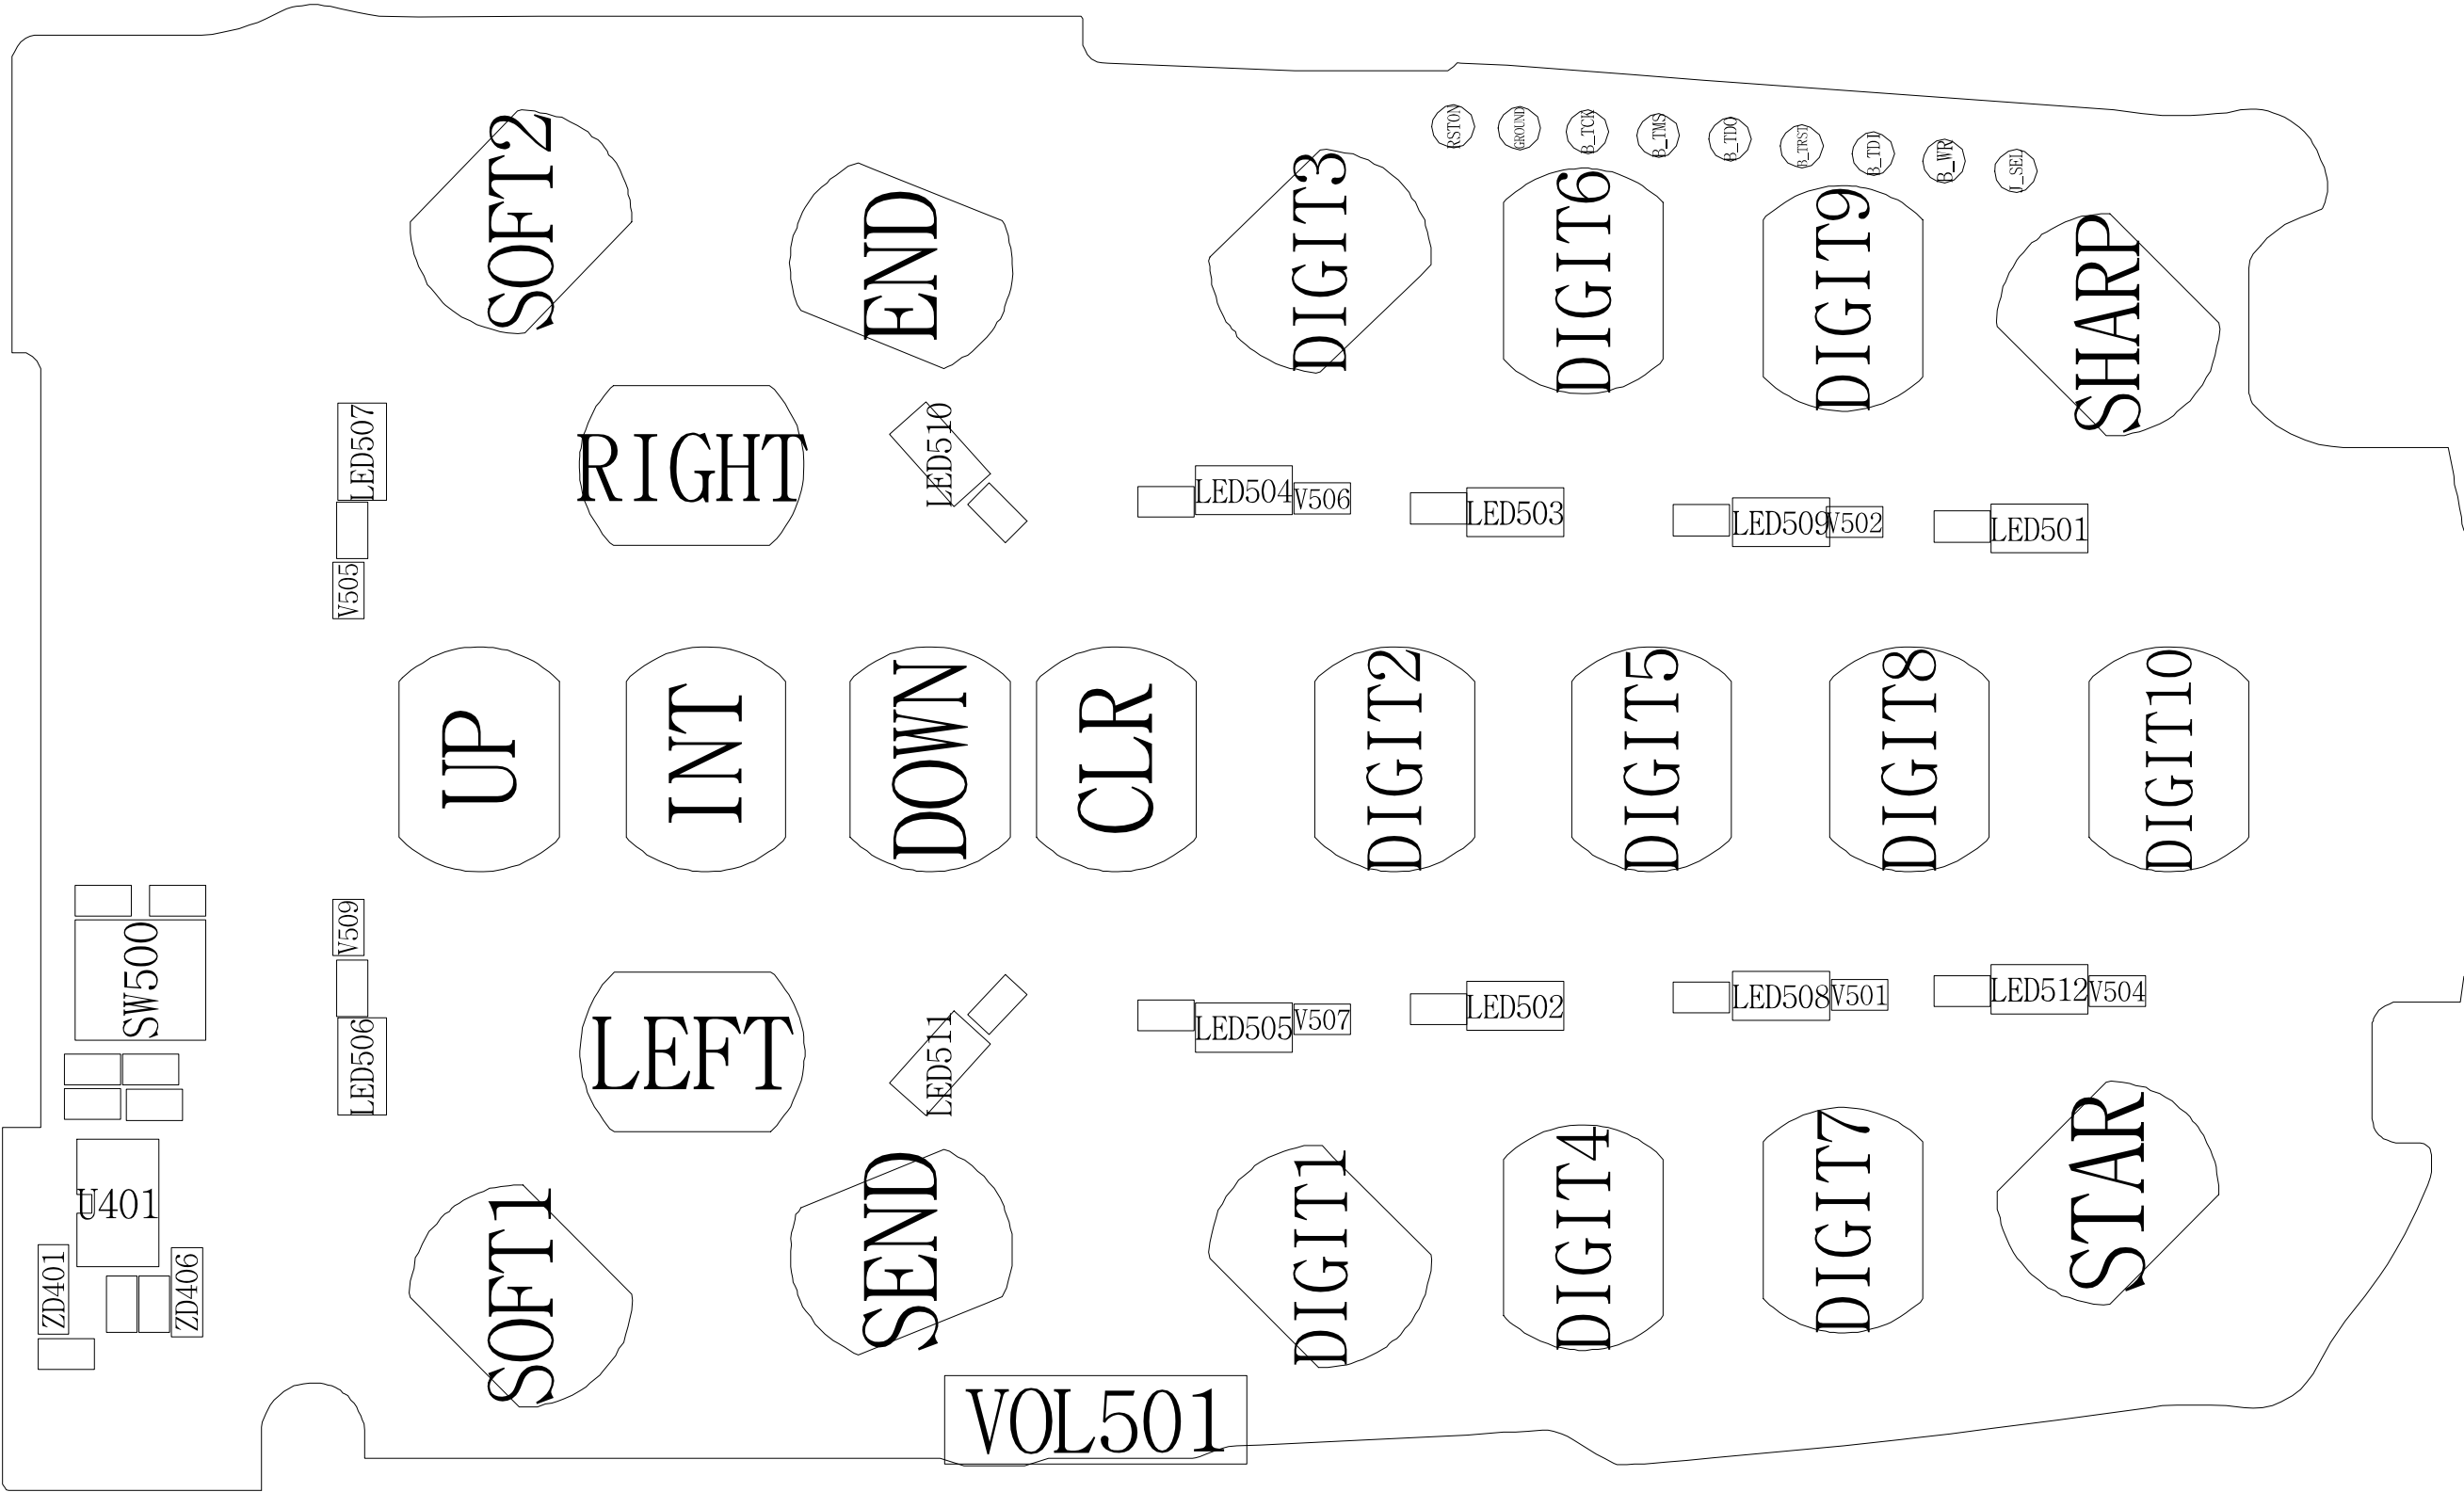 RSTON
GROUND
B_TCK
B_TMS
B_TDO
B_TRST
B_TDI
B_WR
J_SEL
SOFT2
END
DIGIT3
DIGIT6
DIGIT9
SHARP
LED507
RIGHT
LED510
LED504
V506
LED503
LED509
V502
LED501
V505
UP
INT
DOWN
CLR
DIGIT2
DIGIT5
DIGIT8
DIGIT10
V509
SW500
LED506
LEFT
LED511
LED505
V507
LED502
LED508
V501
LED512
V504
U401
ZD401
ZD406
SOFT1
SEND
DIGIT1
DIGIT4
DIGIT7
STAR
VOL501